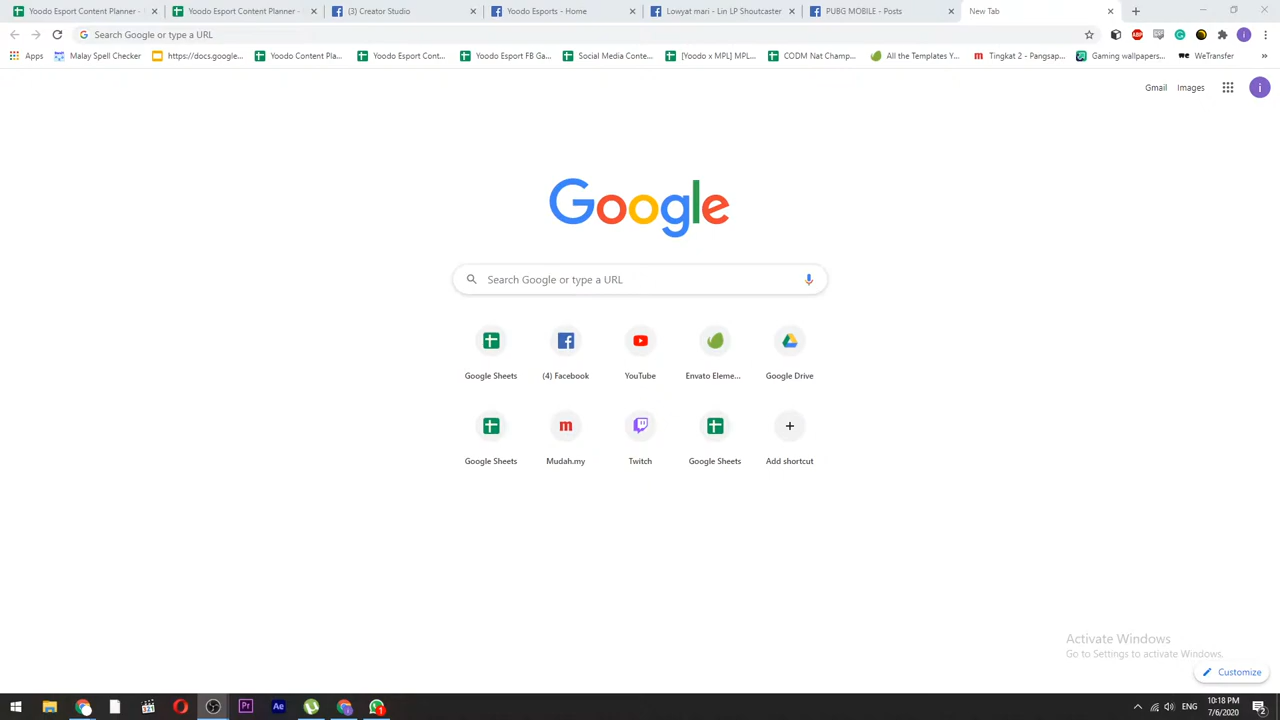 Yoodo Esport Content Planner -
Yoodo Esport Content Planner -
(3) Creator Studio
Yoodo Esports - Home
Lowyat mari - Lin LP Shoutcaster
PUBG MOBILE - Posts
New Tab
Search Google or type a URL
Apps
Malay Spell Checker
https://docs.google...
Yoodo Content Pla...
Yoodo Esport Cont...
Yoodo Esport FB Ga...
Social Media Conte...
[Yoodo x MPL] MPL...
CODM Nat Champ...
All the Templates Y...
Tingkat 2 - Pangsap...
Gaming wallpapers...
WeTransfer
Gmail
Images
i
Google
Search Google or type a URL
Google Sheets
(4) Facebook
YouTube
Envato Eleme...
Google Drive
Google Sheets
Mudah.my
Twitch
Google Sheets
Add shortcut
Activate Windows
Go to Settings to activate Windows.
Customize
ENG
10:18 PM
7/6/2020